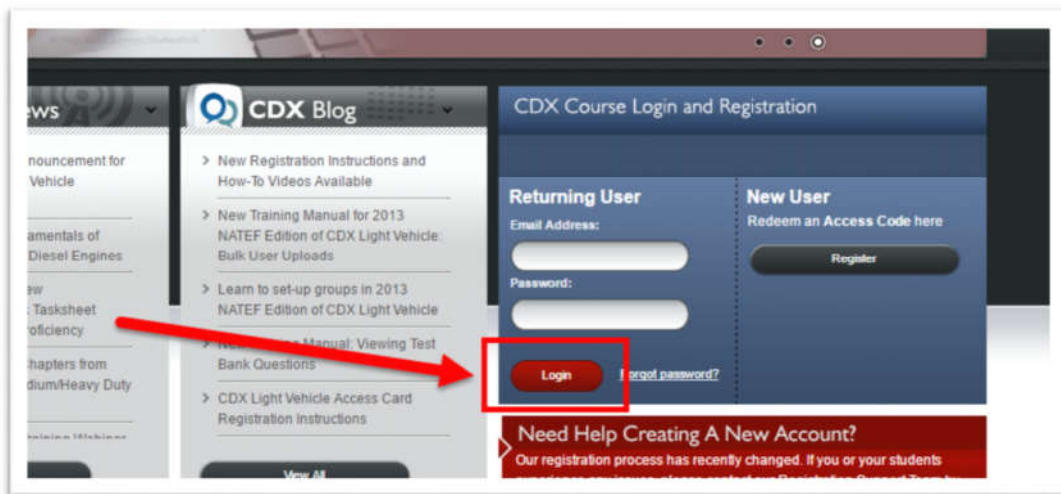 ews
nouncement for
Vehicle
amentals of
Diesel Engines
ew
: Tasksheet
oficiency
hapters from
dium/Heavy Duty
CDX Blog
> New Registration Instructions and
How-To Videos Available
> New Training Manual for 2013
NATEF Edition of CDX Light Vehicle:
Bulk User Uploads
> Learn to set-up groups in 2013
NATEF Edition of CDX Light Vehicle
Manual: Viewing Test
Bank Questions
> CDX Light Vehicle Access Card
Registration Instructions
View All
CDX Course Login and Registration
Returning User
Email Address:
Password:
Login
Forgot password?
New User
Redeem an Access Code here
Register
Need Help Creating A New Account?
Our registration process has recently changed. If you or your students